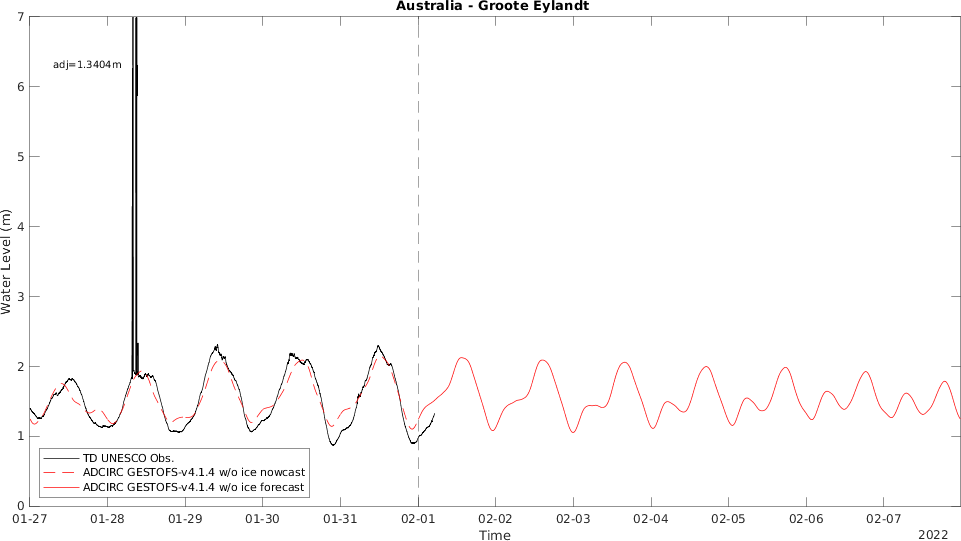 Australia - Groote Eylandt
7
adj=1.3404m
6
5
4
Water Level (m)
3
2
1
TD UNESCO Obs.
ADCIRC GESTOFS-v4.1.4 w/o ice nowcast
ADCIRC GESTOFS-v4.1.4 w/o ice forecast
0
01-27 01-28 01-29 01-30 01-31 02-01 02-02 02-03 02-04 02-05 02-06 02-07
Time
2022